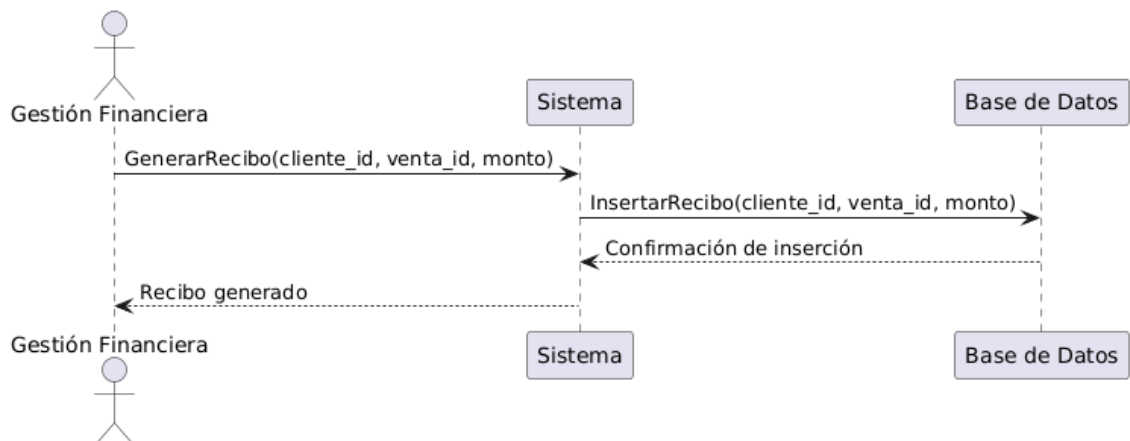 Gestión Financiera
Sistema
Base de Datos
GenerarRecibo(cliente_id, venta_id, monto)
InsertarRecibo(cliente_id, venta_id, monto)
Confirmación de inserción
Recibo generado
Gestión Financiera
Sistema
Base de Datos